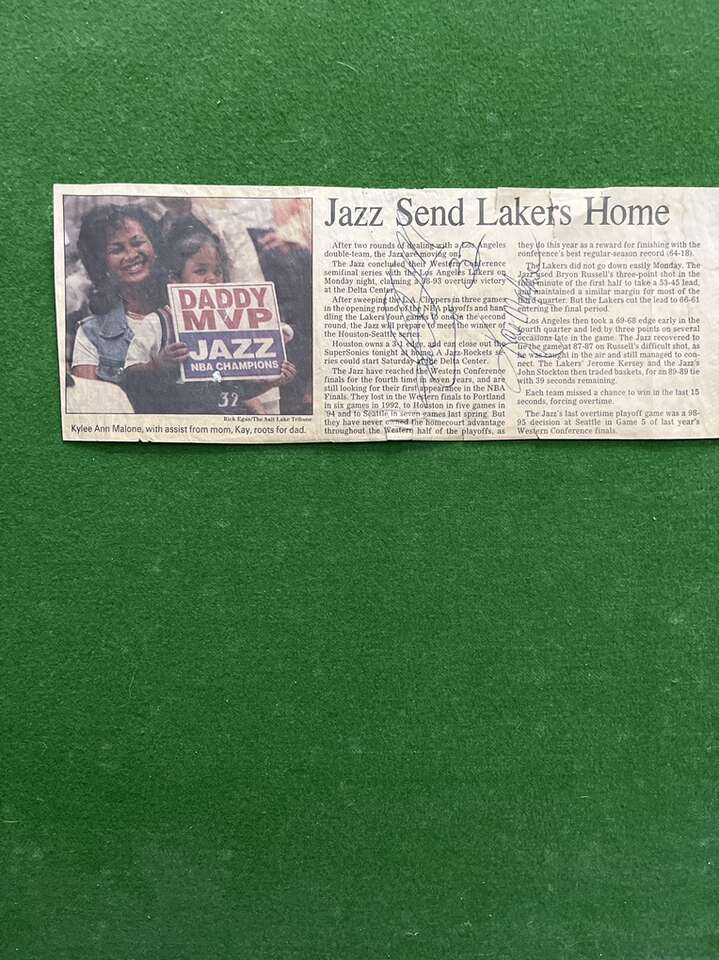 Jazz Send Lakers Home
DADDY
MVP
JAZZ
NBA CHAMPIONS
32
Rick Egan/The Salt Lake Tribune
Kylee Ann Malone, with assist from mom, Kay, roots for dad.
After two rounds of dealing with a Los Angeles
double-team, the Jazz are moving on.
The Jazz concluded their Western Conference
semifinal series with the Los Angeles Lakers on
Monday night, claiming a 98-93 overtime victory
at the Delta Center.
After sweeping the L.A. Clippers in three games
in the opening round of the NBA playoffs and han-
dling the Lakers four games to one in the second
round, the Jazz will prepare to meet the winner of
the Houston-Seattle series.
Houston owns a 3-1 edge, and can close out the
SuperSonics tonight at home. A Jazz-Rockets se-
ries could start Saturday at the Delta Center.
The Jazz have reached the Western Conference
finals for the fourth time in seven years, and are
still looking for their first appearance in the NBA
Finals. They lost in the Western finals to Portland
in six games in 1992, to Houston in five games in
'94 and to Seattle in seven games last spring. But
they have never owned the homecourt advantage
throughout the Western half of the playoffs, as
they do this year as a reward for finishing with the
conference's best regular-season record (64-18).
The Lakers did not go down easily Monday. The
Jazz used Bryon Russell's three-point shot in the
minute of the first half to take a 53-45 lead,
and maintained a similar margin for most of the
third quarter. But the Lakers cut the lead to 66-61
entering the final period.
Los Angeles then took a 69-68 edge early in the
fourth quarter and led by three points on several
occasions late in the game. The Jazz recovered to
tie the game at 87-87 on Russell's difficult shot, as
he was caught in the air and still managed to con-
nect. The Lakers' Jerome Kersey and the Jazz's
John Stockton then traded baskets, for an 89-89 tie
with 39 seconds remaining.
Each team missed a chance to win in the last 15
seconds, forcing overtime.
The Jazz's last overtime playoff game was a 98-
95 decision at Seattle in Game 5 of last year's
Western Conference finals.